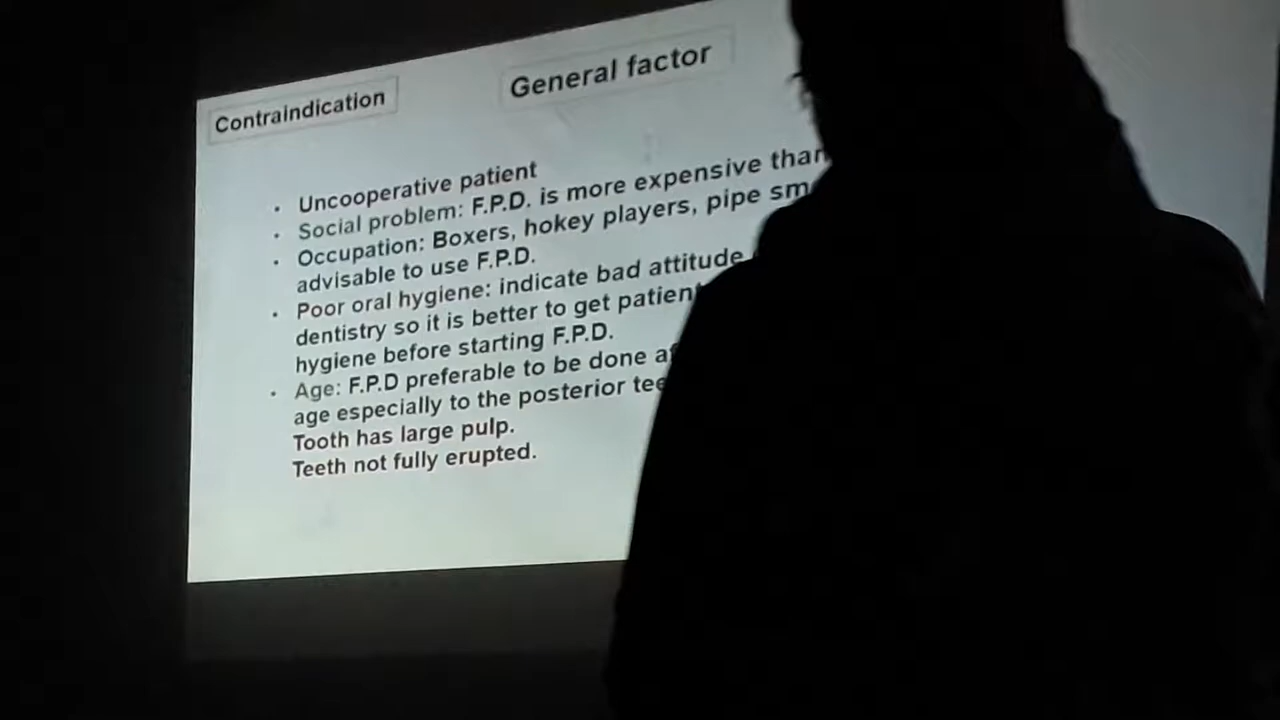 Contraindication
General factor
• Uncooperative patient
• Social problem: F.P.D. is more expensive than
• Occupation: Boxers, hokey players, pipe
advisable to use F.P.D.
• Poor oral hygiene: indicate bad attitude
dentistry so it is better to get patient
hygiene before starting F.P.D.
• Age: F.P.D preferable to be done
age especially to the posterior
Tooth has large pulp.
Teeth not fully erupted.